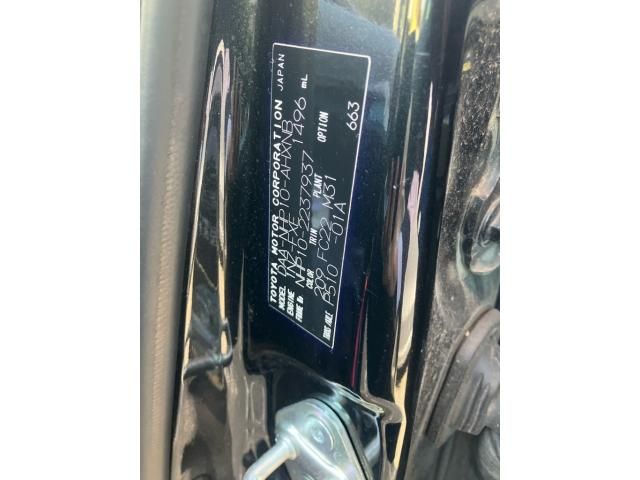 TOYOTA MOTOR CORPORATION JAPAN
MODEL DAA-NHP10-AHXNB
ENGINE 1NZ-FXE 1496 mL
FRAME No NHP10-2237937
COLOR TRIM PLANT OPTION
209 FC22 M31 663
TRANS/AXLE P510 -01A